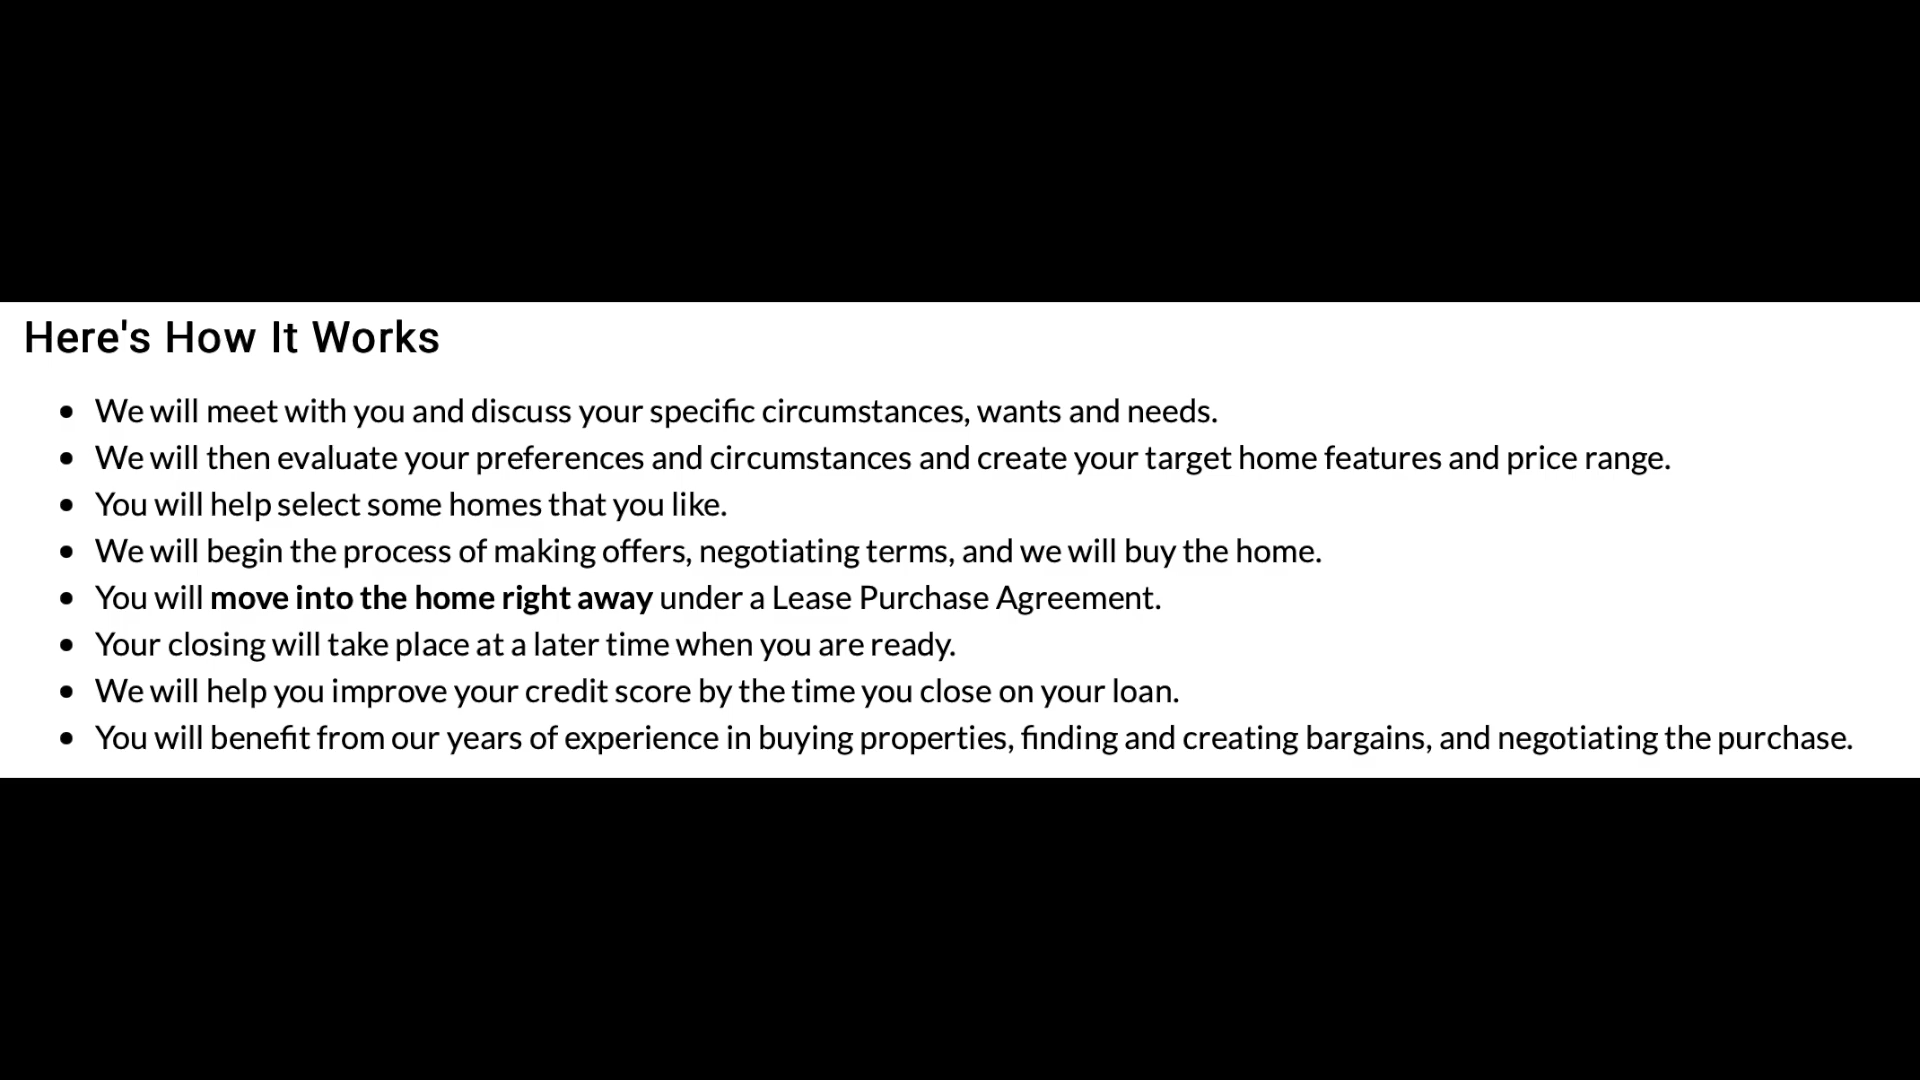 Here's How It Works
• We will meet with you and discuss your specific circumstances, wants and needs.
• We will then evaluate your preferences and circumstances and create your target home features and price range.
• You will help select some homes that you like.
• We will begin the process of making offers, negotiating terms, and we will buy the home.
• You will move into the home right away under a Lease Purchase Agreement.
• Your closing will take place at a later time when you are ready.
• We will help you improve your credit score by the time you close on your loan.
• You will benefit from our years of experience in buying properties, finding and creating bargains, and negotiating the purchase.